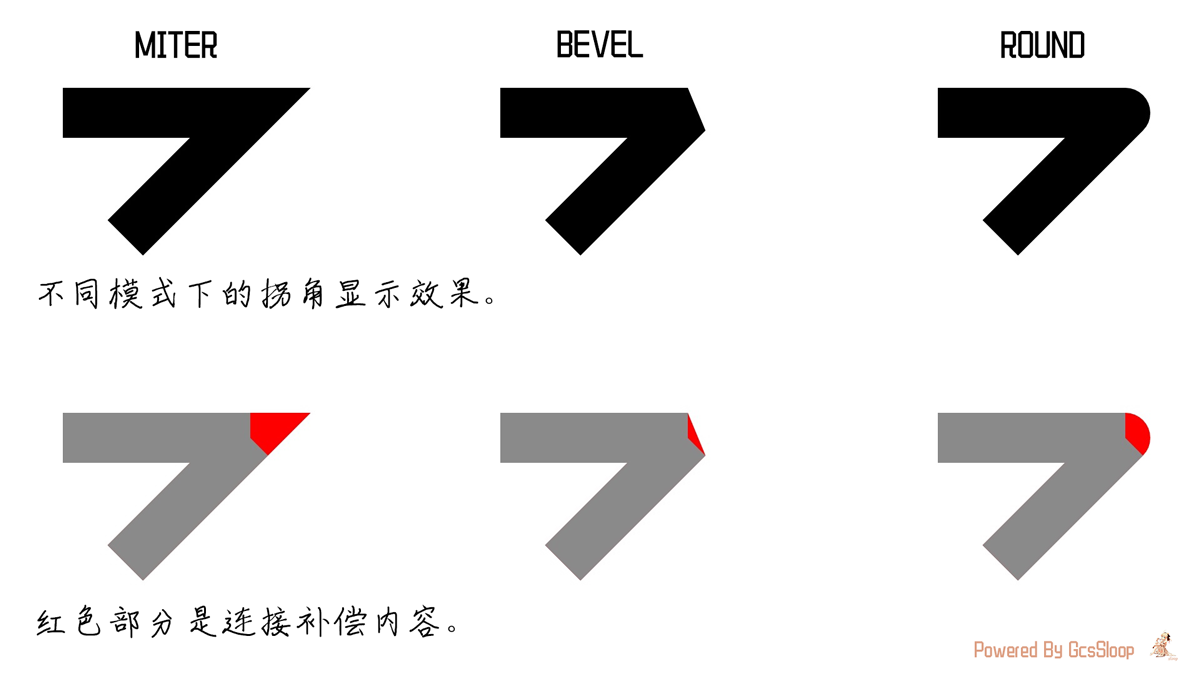 MITER
BEVEL
ROUND
不同模式下的拐角显示效果。
红色部分是连接补偿内容。
Powered By GcsSloop